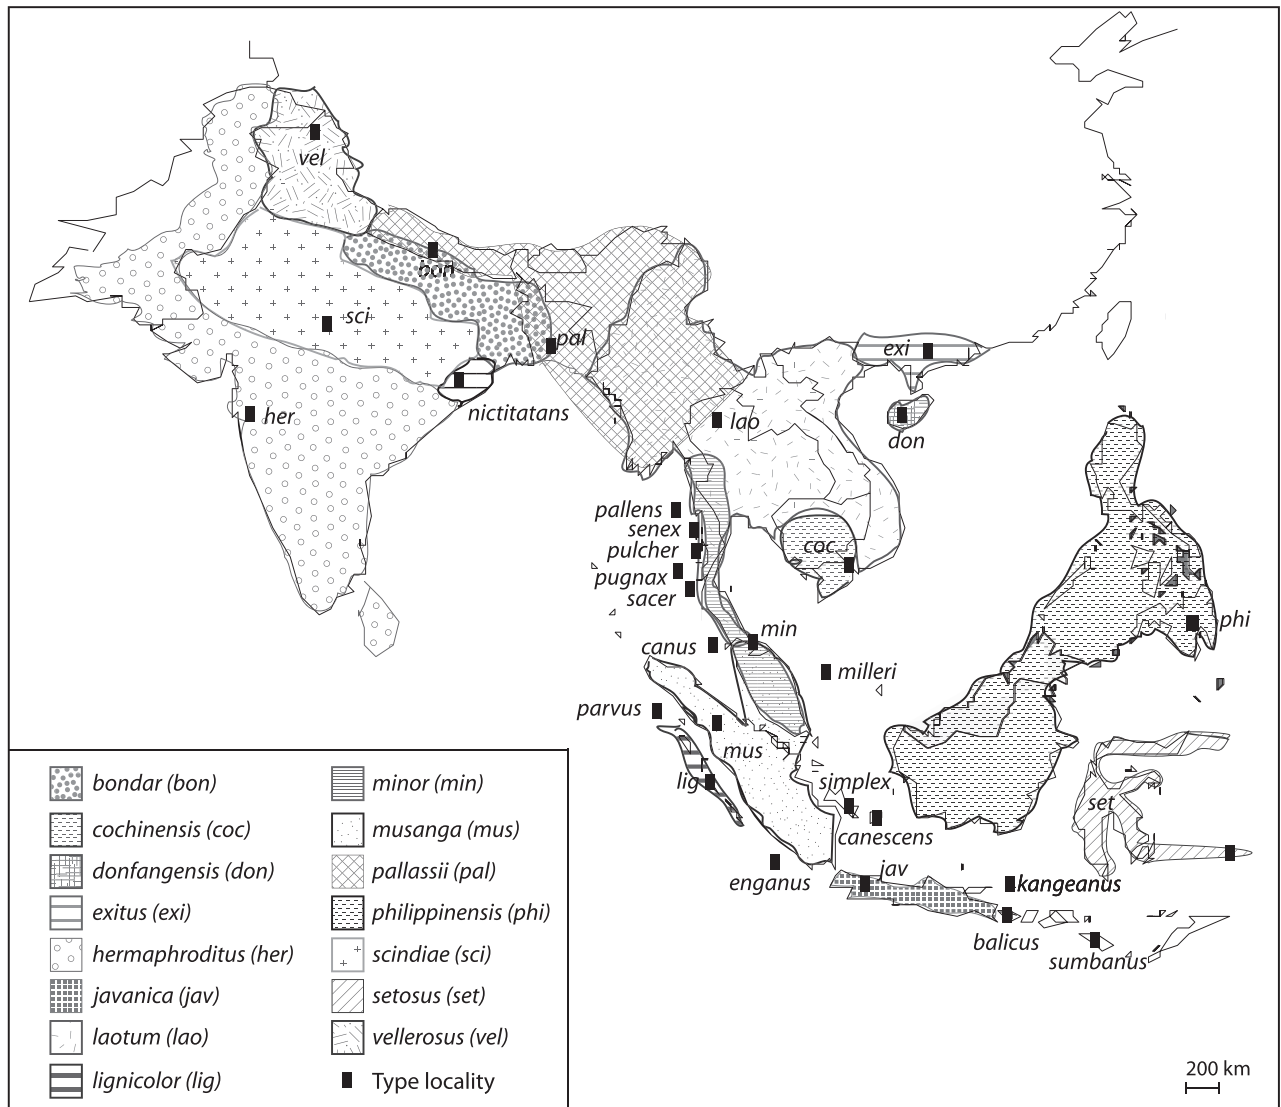 vel
bon
sci
pal
exi
her
nictitatans
lao
don
pallens
senex
pulcher
coc
pugnax
sacer
min
phi
canus
milleri
parvus
mus
lig
simplex
set
canescens
enganus
jav
kangeanus
balicus
sumbanus
bondar (bon)
cochinensis (coc)
donfangensis (don)
exitus (exi)
hermaphroditus (her)
javanica (jav)
laotum (lao)
lignicolor (lig)
minor (min)
musanga (mus)
pallassii (pal)
philippinensis (phi)
scindiae (sci)
setosus (set)
vellerosus (vel)
Type locality
200 km